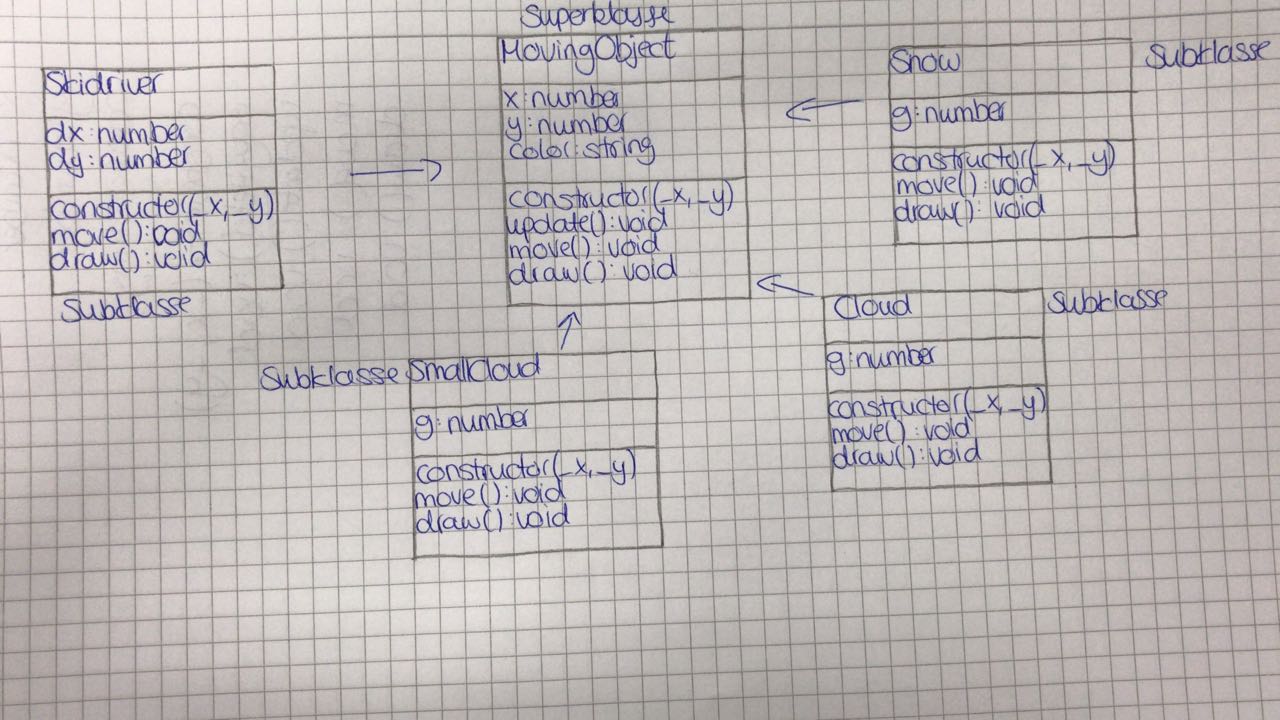 Superklasse
MovingObject
x:number
y:number
color:string
constructor(_x,_y)
update():void
move():void
draw():void
Skidriver
dx:number
dy:number
constructor(_x,_y)
move():void
draw():void
Subklasse
Snow
Subklasse
g:number
constructor(_x,_y)
move():void
draw(): void
Cloud
Subklasse
g:number
constructor(_x,_y)
move():void
draw():void
Subklasse
SmallCloud
g:number
constructor(_x,_y)
move():void
draw():void